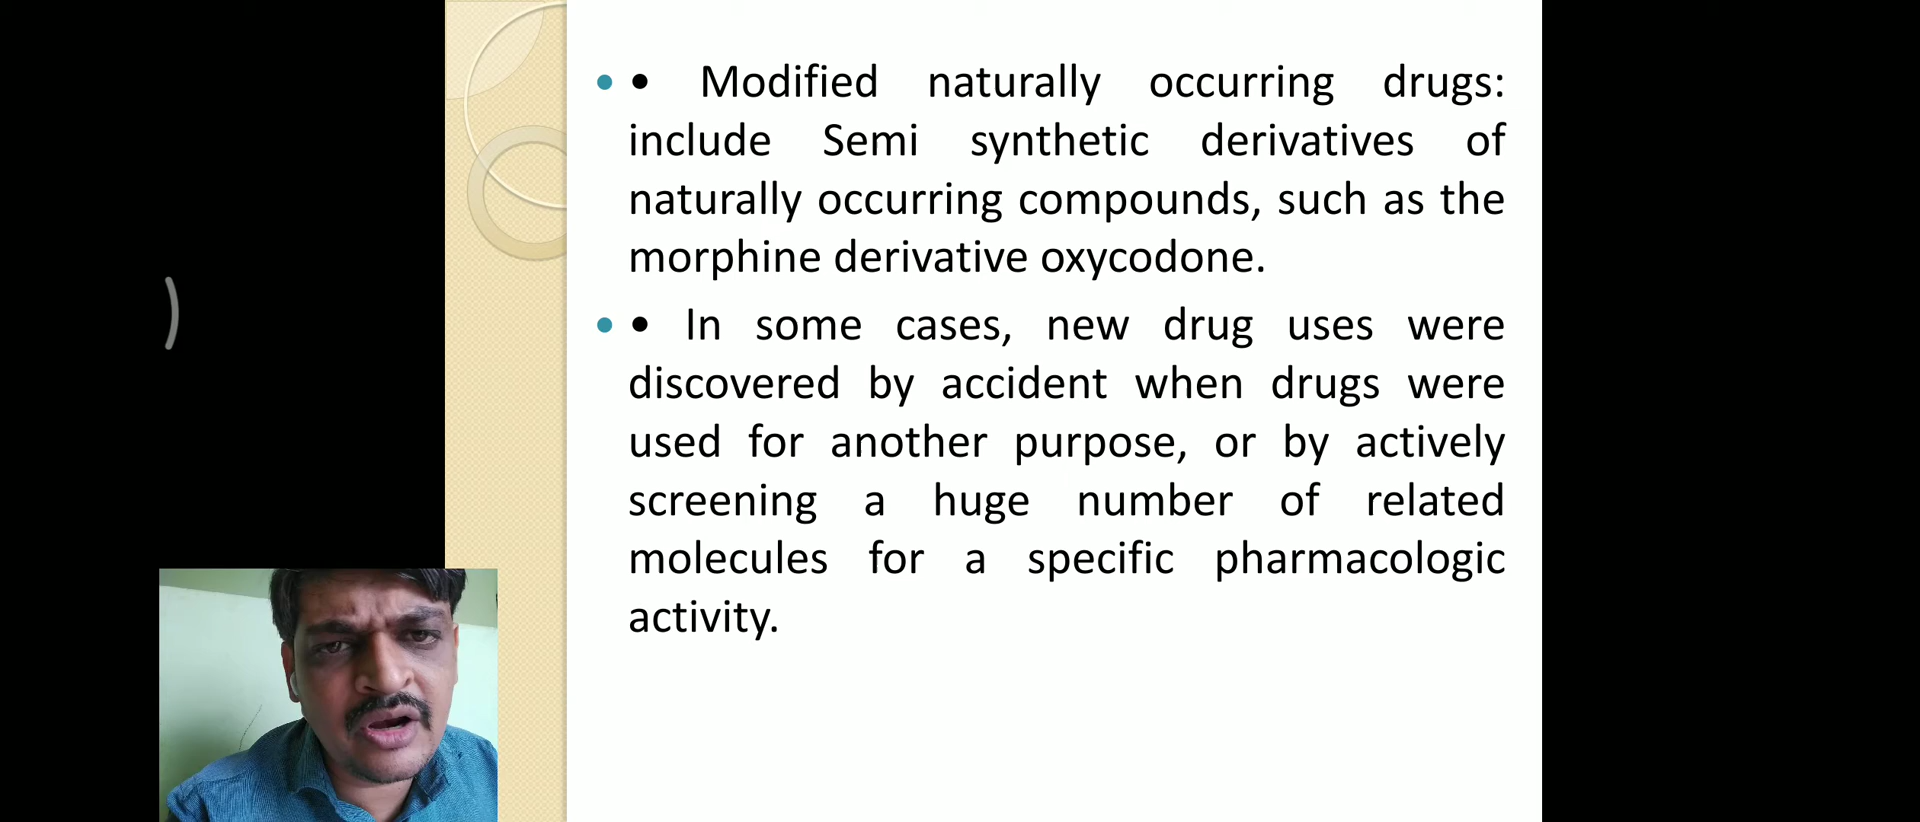 • • Modified naturally occurring drugs:
include Semi synthetic derivatives of
naturally occurring compounds, such as the
morphine derivative oxycodone.
• • In some cases, new drug uses were
discovered by accident when drugs were
used for another purpose, or by actively
screening a huge number of related
molecules for a specific pharmacologic
activity.